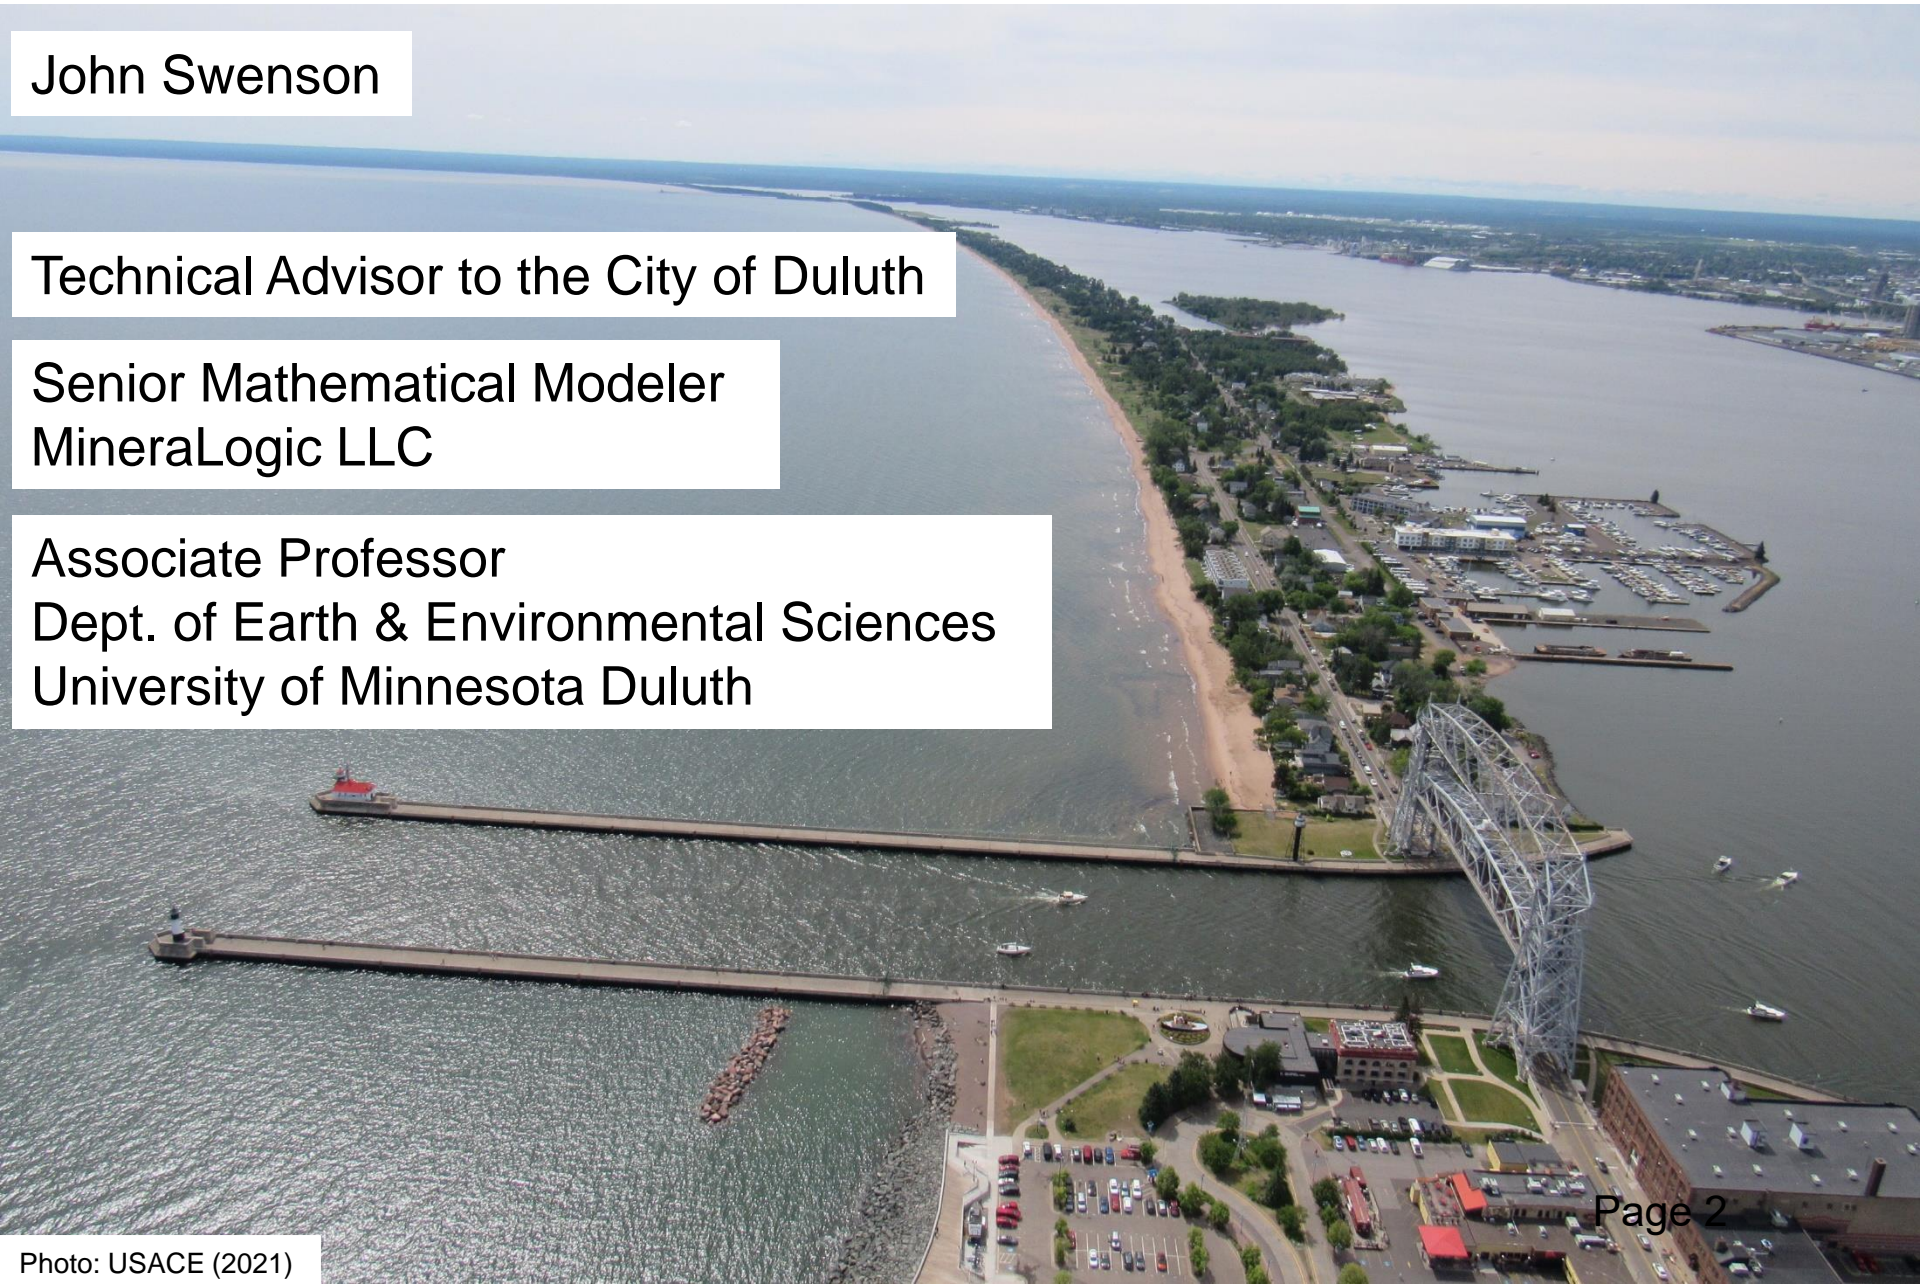 John Swenson
Technical Advisor to the City of Duluth
Senior Mathematical Modeler
MineraLogic LLC
Associate Professor
Dept. of Earth & Environmental Sciences
University of Minnesota Duluth
Page 2
Photo: USACE (2021)